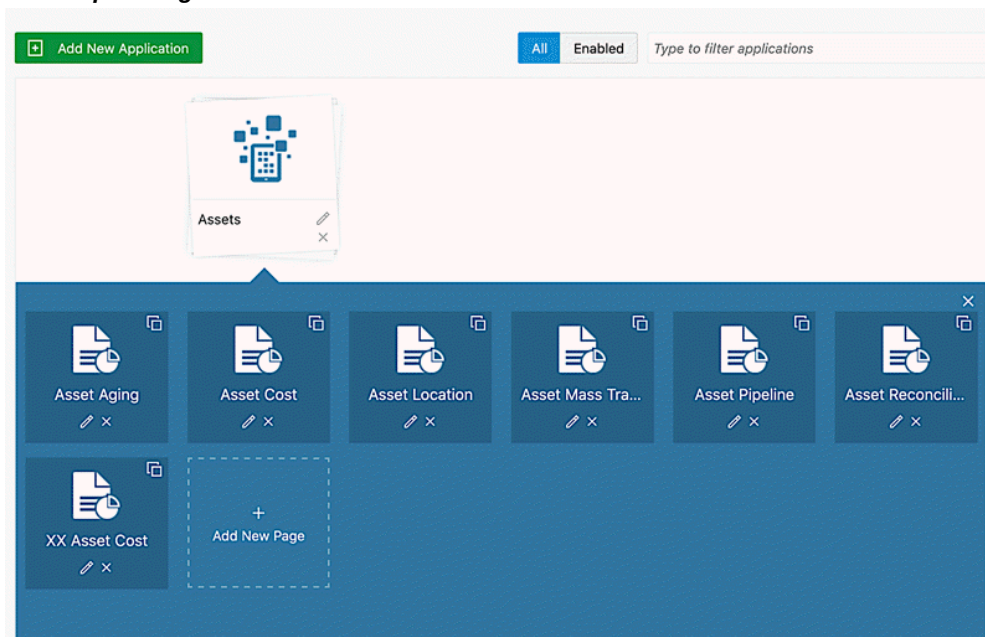 Add New Application
All
Enabled
Type to filter applications
Assets
Asset Aging
Asset Cost
Asset Location
Asset Mass Tra...
Asset Pipeline
Asset Reconcili...
XX Asset Cost
+
Add New Page